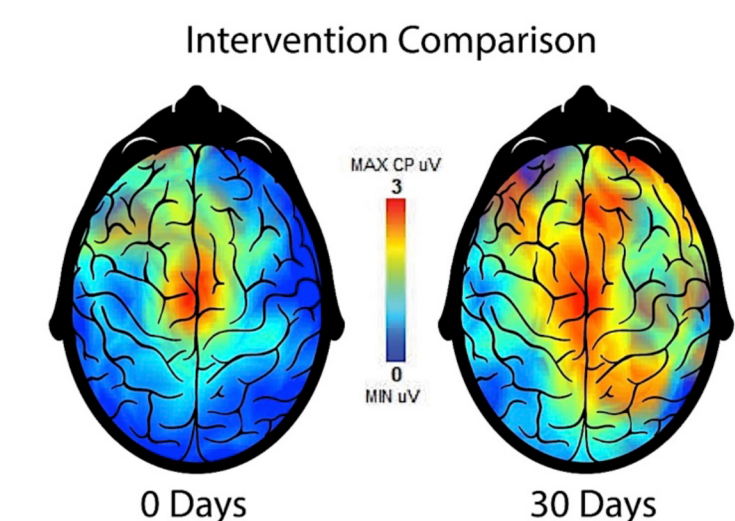 Intervention Comparison
MAX CP uV
3
0
MIN uV
0 Days
30 Days